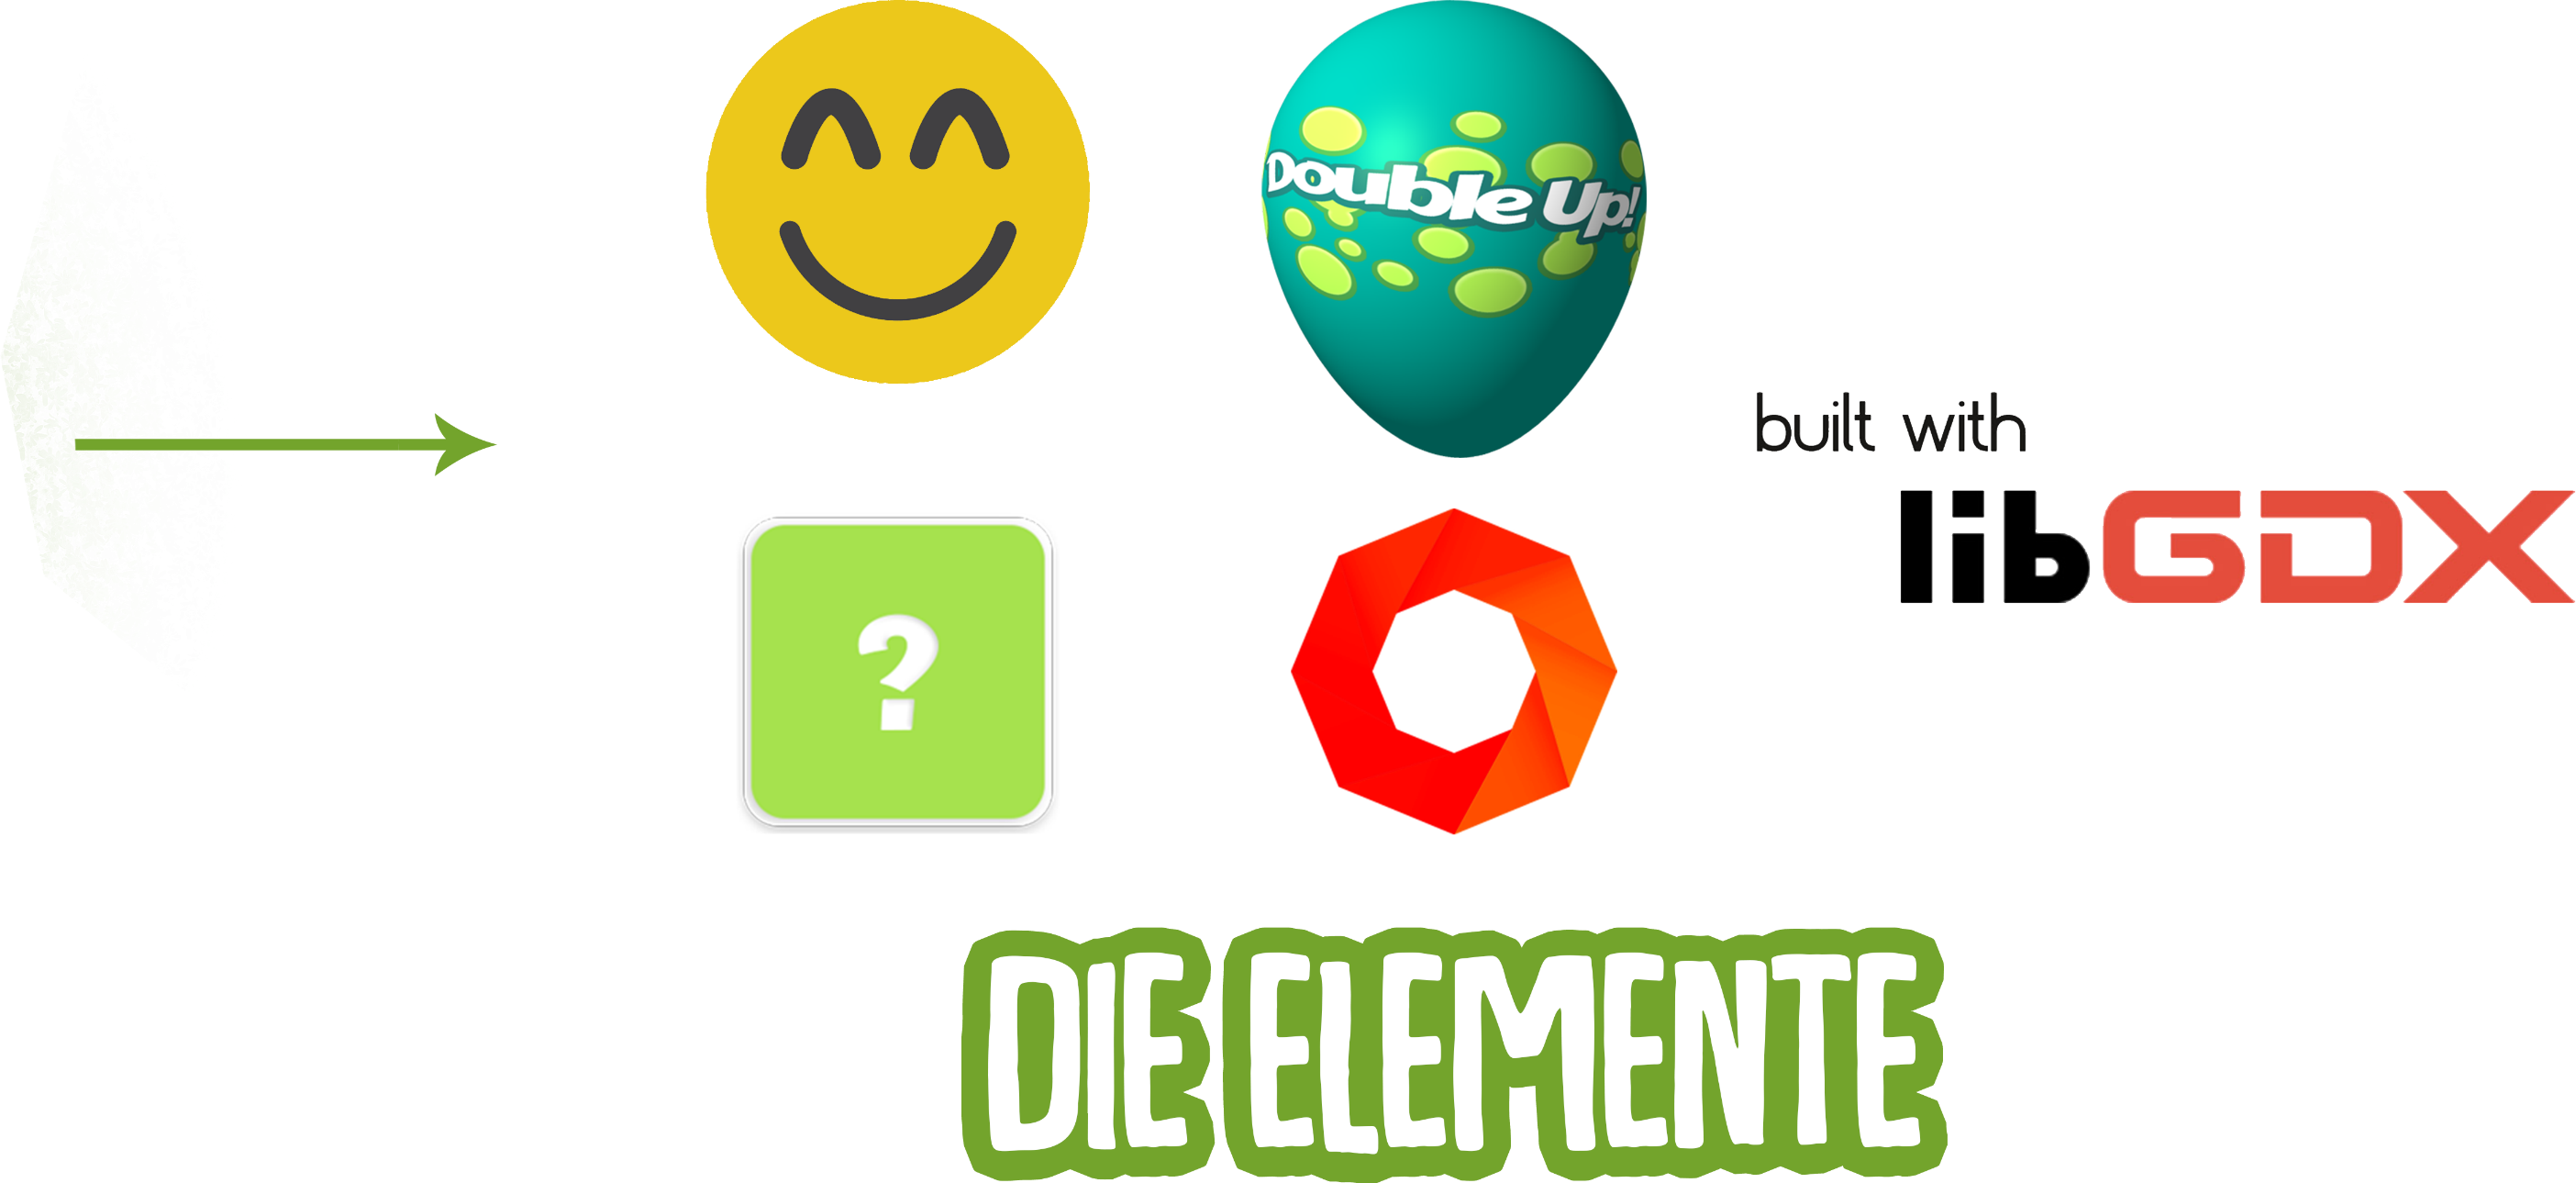 Double Up!
built with
libGDX
?
DIE ELEMENTE